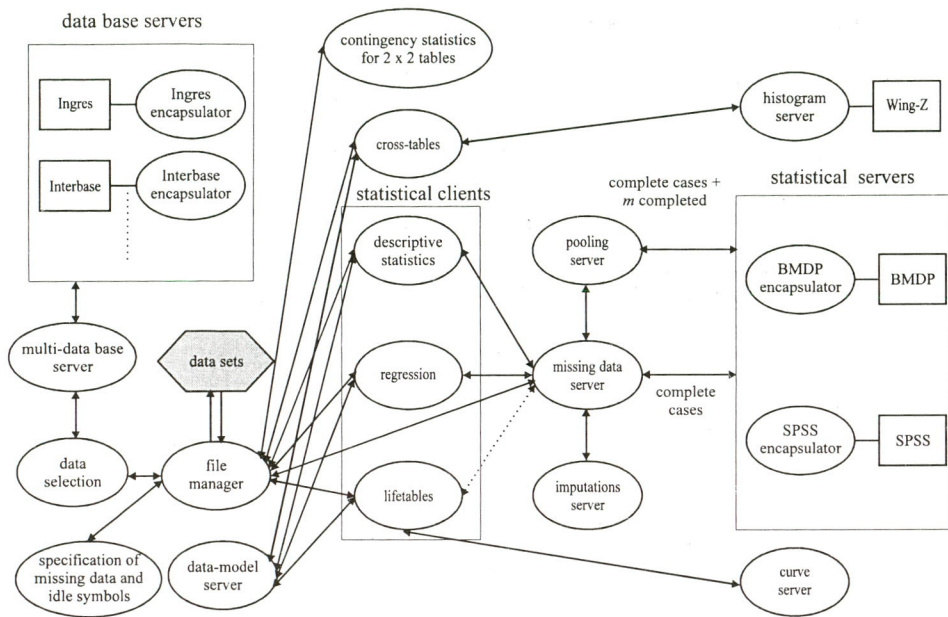 data base servers
Ingres
Ingres
encapsulator
Interbase
Interbase
encapsulator
contingency statistics
for 2 x 2 tables
cross-tables
histogram
server
Wing-Z
statistical clients
complete cases +
m completed
statistical servers
descriptive
statistics
pooling
server
BMDP
encapsulator
BMDP
multi-data base
server
data sets
regression
missing data
server
complete
cases
SPSS
encapsulator
SPSS
data
selection
file
manager
lifetables
imputations
server
specification of
missing data and
idle symbols
data-model
server
curve
server